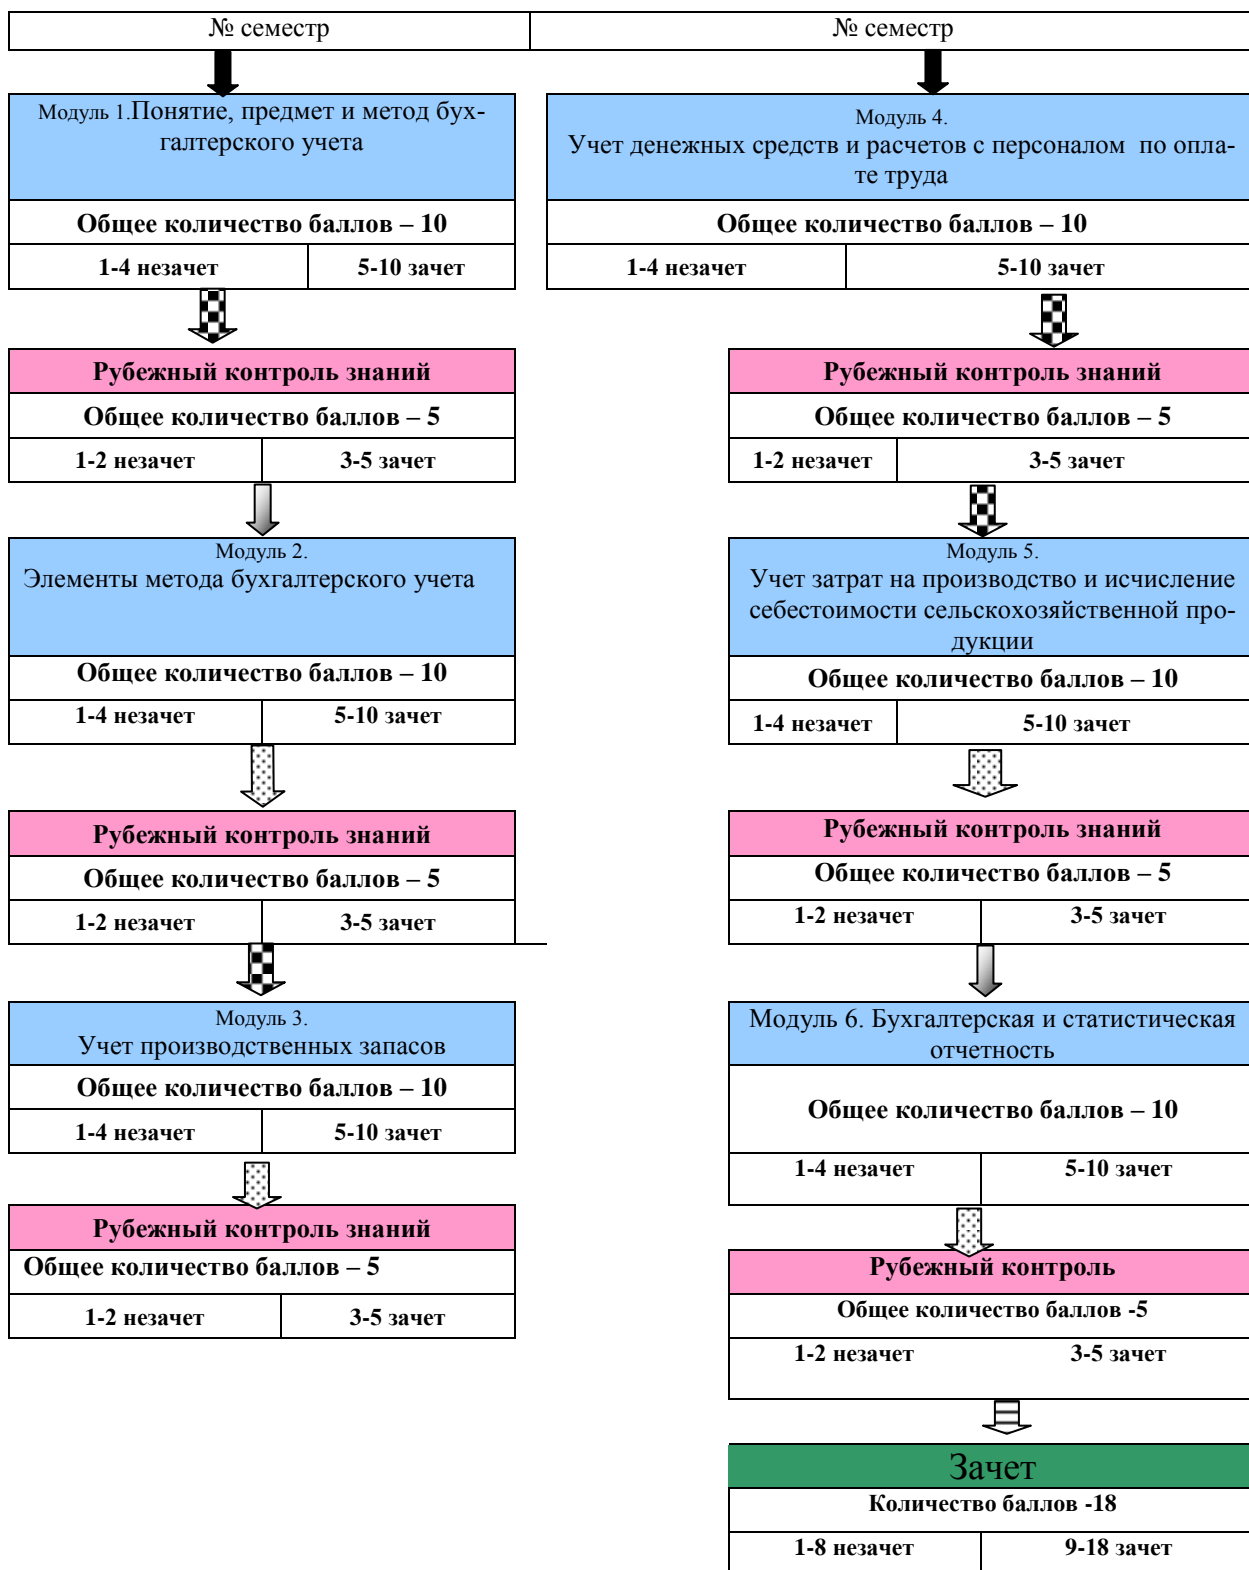 № семестр
№ семестр
Модуль 1.Понятие, предмет и метод бух-
галтерского учета
Общее количество баллов – 10
1-4 незачет
5-10 зачет
Рубежный контроль знаний
Общее количество баллов – 5
1-2 незачет
3-5 зачет
Модуль 2.
Элементы метода бухгалтерского учета
Общее количество баллов – 10
1-4 незачет
5-10 зачет
Рубежный контроль знаний
Общее количество баллов – 5
1-2 незачет
3-5 зачет
Модуль 3.
Учет производственных запасов
Общее количество баллов – 10
1-4 незачет
5-10 зачет
Рубежный контроль знаний
Общее количество баллов – 5
1-2 незачет
3-5 зачет
Модуль 4.
Учет денежных средств и расчетов с персоналом по опла-
те труда
Общее количество баллов – 10
1-4 незачет
5-10 зачет
Рубежный контроль знаний
Общее количество баллов – 5
1-2 незачет
3-5 зачет
Модуль 5.
Учет затрат на производство и исчисление
себестоимости сельскохозяйственной про-
дукции
Общее количество баллов – 10
1-4 незачет
5-10 зачет
Рубежный контроль знаний
Общее количество баллов – 5
1-2 незачет
3-5 зачет
Модуль 6. Бухгалтерская и статистическая
отчетность
Общее количество баллов – 10
1-4 незачет
5-10 зачет
Рубежный контроль
Общее количество баллов -5
1-2 незачет
3-5 зачет
Зачет
Количество баллов -18
1-8 незачет
9-18 зачет